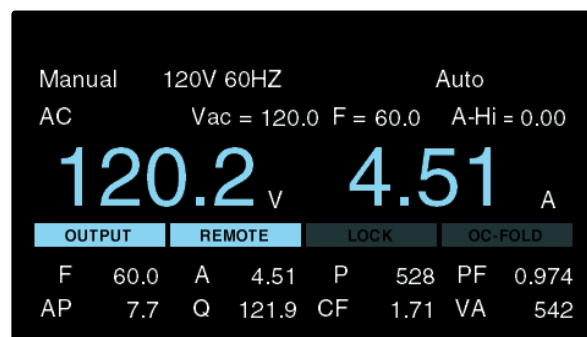 Manual 120V 60HZ Auto
AC Vac = 120.0 F = 60.0 A-Hi = 0.00
120.2 V 4.51 A
OUTPUT REMOTE LOCK OC-FOLD
F 60.0 A 4.51 P 528 PF 0.974
AP 7.7 Q 121.9 CF 1.71 VA 542